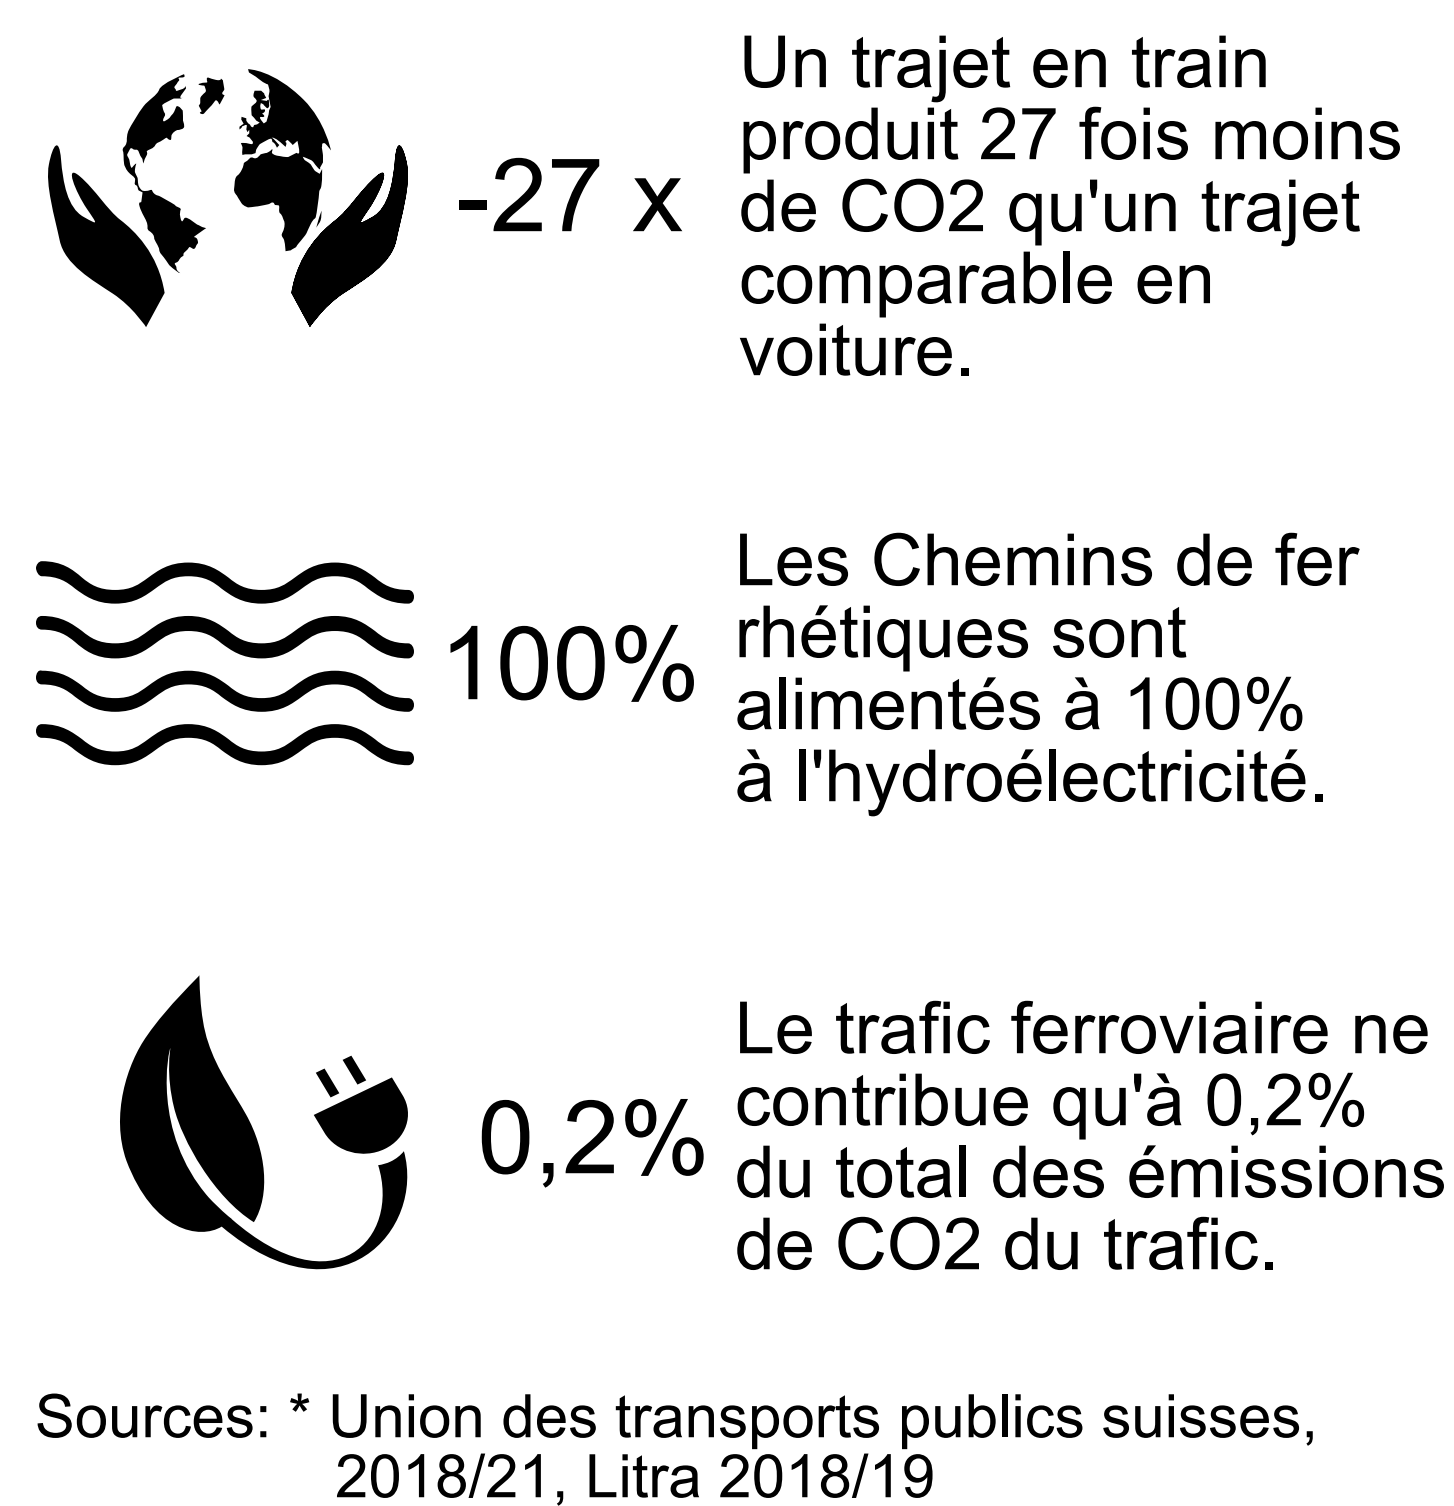 -27 x
Un trajet en train
produit 27 fois moins
de CO2 qu'un trajet
comparable en
voiture.
100%
Les Chemins de fer
rhétiques sont
alimentés à 100%
à l'hydroélectricité.
0,2%
Le trafic ferroviaire ne
contribue qu'à 0,2%
du total des émissions
de CO2 du trafic.
Sources: * Union des transports publics suisses,
2018/21, Litra 2018/19